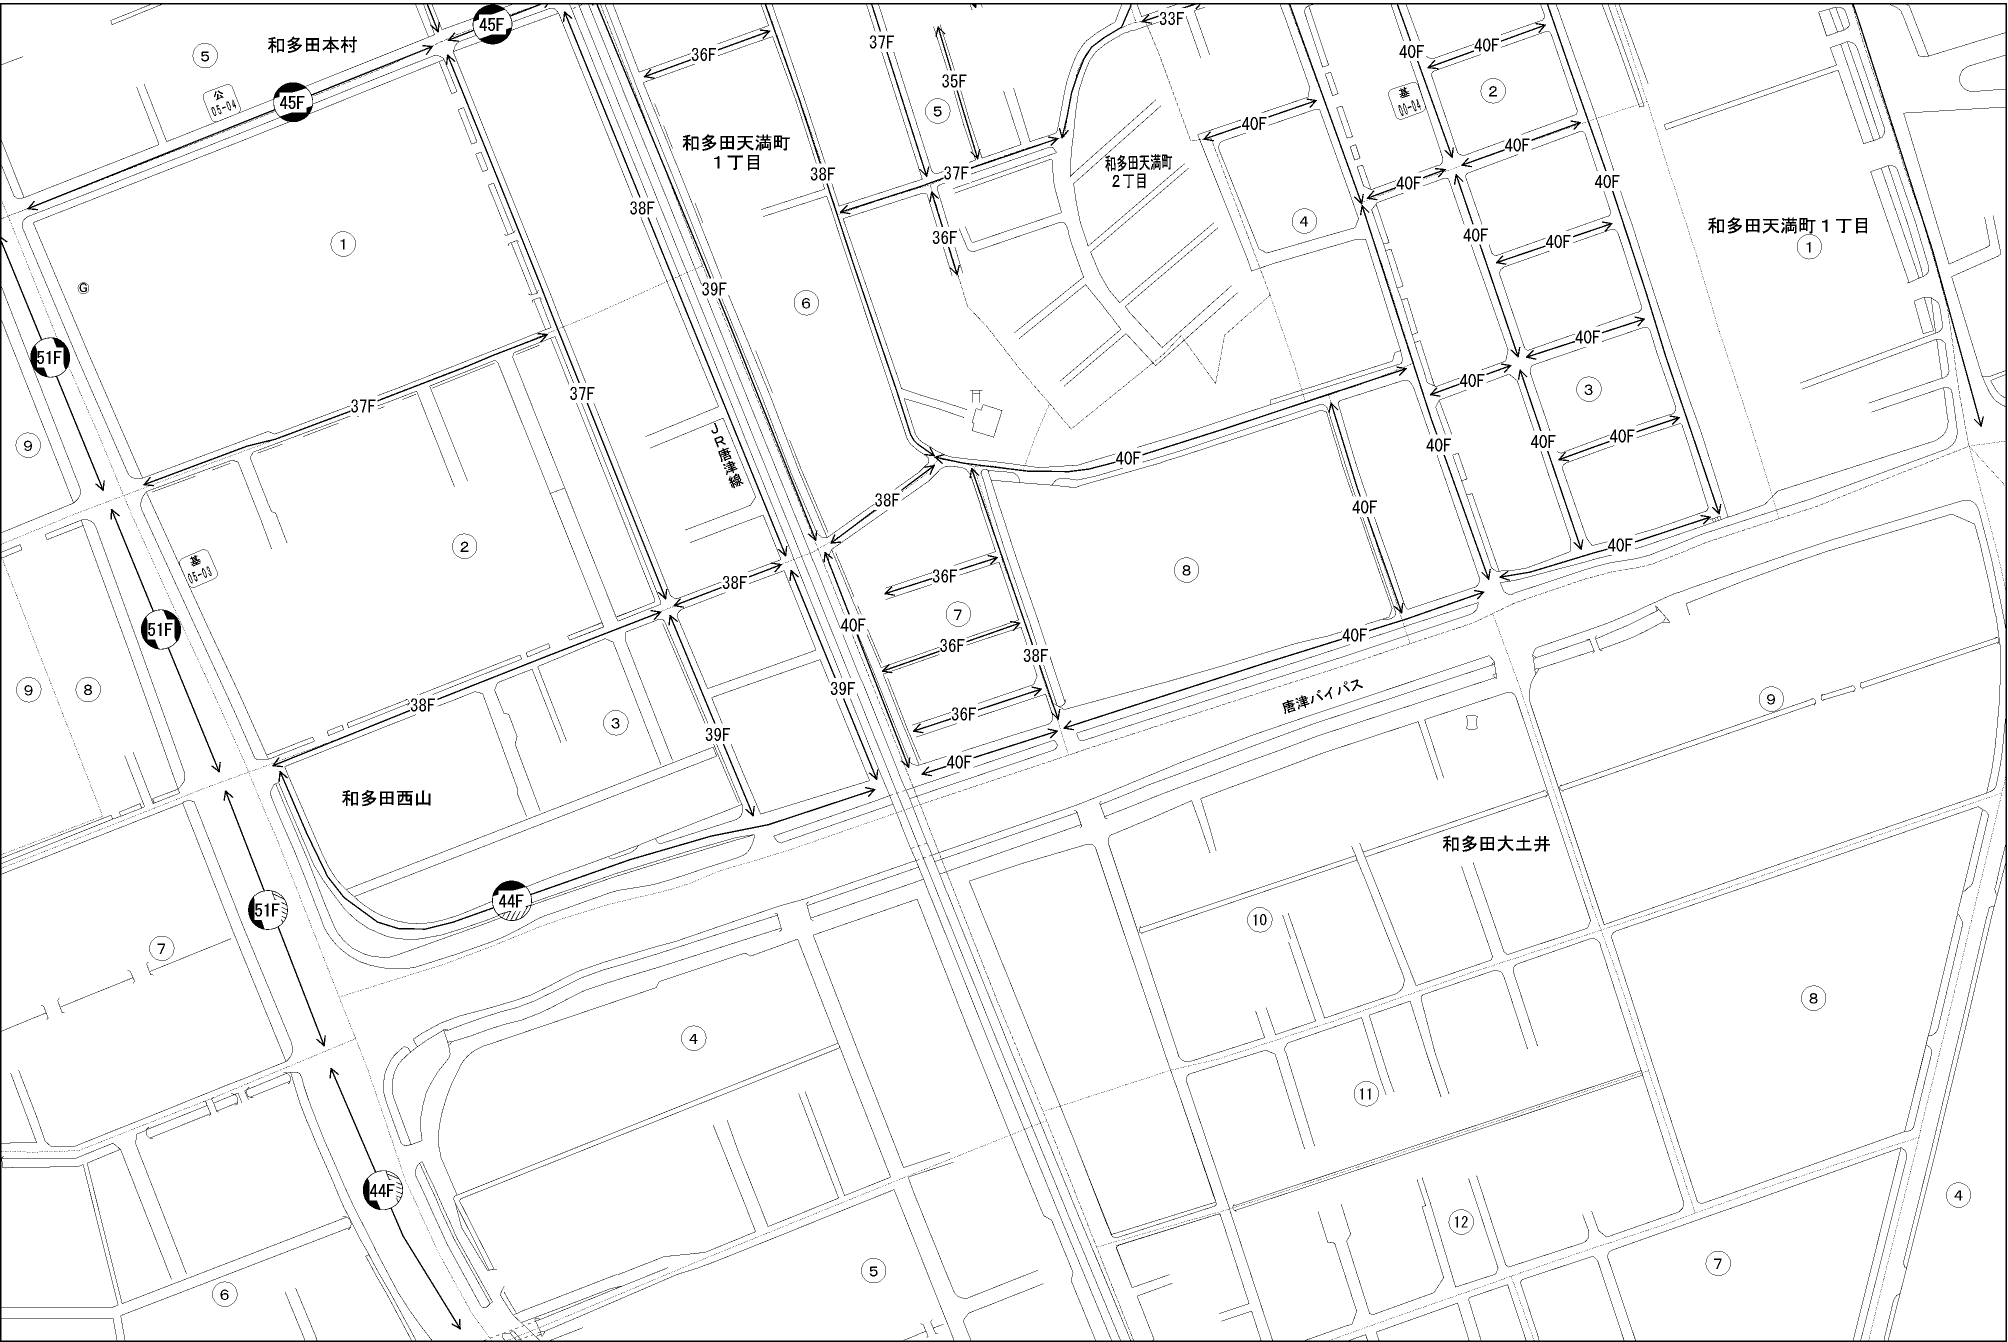 33F
45F
和多田本村
5
37F
40F
40F
36F
35F
40F
2
公
05-04
45F
5
基
00-04
40F
和多田天満町
１丁目
40F
38F
37F
和多田天満町
２丁目
40F
40F
38F
36F
4
40F
40F
和多田天満町１丁目
1
1
G
39F
6
40F
51F
37F
37F
40F
3
9
ＪＲ唐津線
40F
40F
40F
40F
38F
40F
2
40F
基
05-03
8
36F
38F
7
51F
40F
36F
38F
40F
9
8
38F
39F
36F
唐津バイパス
9
3
39F
40F
和多田西山
和多田大土井
51F
44F
10
7
8
4
11
44F
4
12
5
7
6